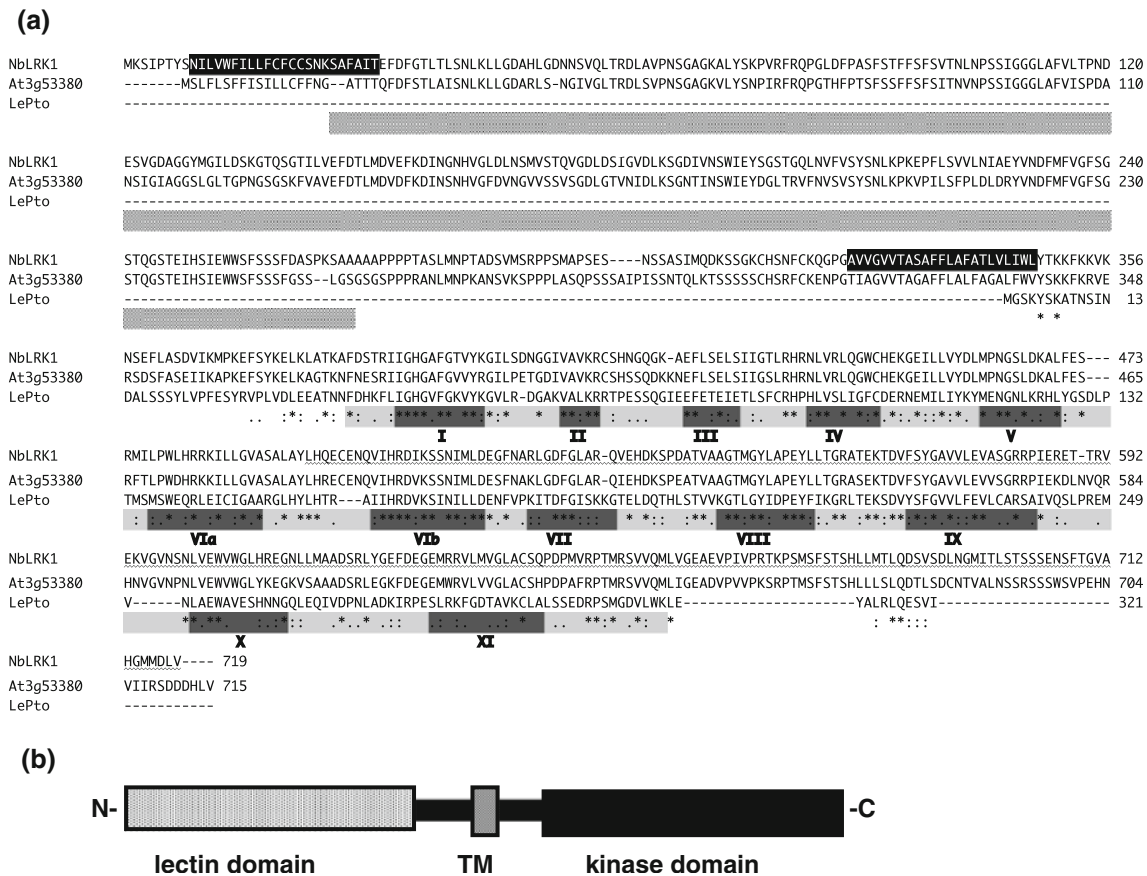 (a)
NbLRK1 MKSIPTYSNILVWFILLFCFCCSNKSAFAITEFDFGTLTLSNLKLLGDAHLGDNNSVQLTRDLAVPNSGAGKALYSKPVRFRQPGLDFPASFSTFFSFSVTNLNPSSIGGGLAFVLTPND 120
At3g53380 -------MSLFLSFFISILLCFFNG--ATTTQFDFSTLAISNLKLLGDARLS-NGIVGLTRDLSVPNSGAGKVLYSNPIRFRQPGTHFPTSFSSFFSFSITNVNPSSIGGGLAFVISPDA 110
LePto ------------------------------------------------------------------------------------------------------------------------
NbLRK1 ESVGDAGGYMGILDSKGTQSGTILVEFDTLMDVEFKDINGNHVGLDLNSMVSTQVGDLDSIGVDLKSGDIVNSWIEYSGSTGQLNVFVSYSNLKPKEPFLSVVLNIAEYVNDFMFVGFSG 240
At3g53380 NSIGIAGGSLGLTGPNGSGSKFVAVEFDTLMDVDFKDINSNHVGFDVNGVVSSVSGDLGTVNIDLKSGNTINSWIEYDGLTRVFNVSVSYSNLKPKVPILSFPLDLDRYVNDFMFVGFSG 230
LePto ------------------------------------------------------------------------------------------------------------------------
NbLRK1 STQGSTEIHSIEWWSFSSSFDASPKSAAAAAPPPPTASLMNPTADSVMSRPPSMAPSES----NSSASIMQDKSSGKCHSNFCKQGPGAVVGVVTASAFFLAFATLVLIWLYTKKFKKVK 356
At3g53380 STQGSTEIHSIEWWSFSSSFGSS--LGSGSGSPPPRANLMNPKANSVKSPPPLASQPSSSAIPISSNTQLKTSSSSSCHSRFCKENPGTIAGVVTAGAFFLALFAGALFWVYSKKFKRVE 348
LePto -----------------------------------------------------------------------------------------------------------MGSKYSKATNSIN 13
* *
NbLRK1 NSEFLASDVIKMPKEFSYKELKLATKAFDSTRIIGHGAFGTVYKGILSDNGGIVAVKRCSHNGQGK-AEFLSELSIIGTLRHRNLVRLQGWCHEKGEILLVYDLMPNGSLDKALFES--- 473
At3g53380 RSDSFASEIIKAPKEFSYKELKAGTKNFNESRIIGHGAFGVVYRGILPETGDIVAVKRCSHSSQDKKNEFLSELSIIGSLRHRNLVRLQGWCHEKGEILLVYDLMPNGSLDKALFES--- 465
LePto DALSSSYLVPFESYRVPLVDLEEATNNFDHKFLIGHGVFGKVYKGVLR-DGAKVALKRRTPESSQGIEEFETEIETLSFCRHPHLVSLIGFCDERNEMILIYKYMENGNLKRHLYGSDLP 132
I II III IV V
NbLRK1 RMILPWLHRRKILLGVASALAYLHQECENQVIHRDIKSSNIMLDEGFNARLGDFGLAR-QVEHDKSPDATVAAGTMGYLAPEYLLTGRATEKTDVFSYGAVVLEVASGRRPIERET-TRV 592
At3g53380 RFTLPWDHRKKILLGVASALAYLHRECENQVIHRDVKSSNIMLDESFNAKLGDFGLAR-QIEHDKSPEATVAAGTMGYLAPEYLLTGRASEKTDVFSYGAVVLEVVSGRRPIEKDLNVQR 584
LePto TMSMSWEQRLEICIGAARGLHYLHTR---AIIHRDVKSINILLDENFVPKITDFGISKKGTELDQTHLSTVVKGTLGYIDPEYFIKGRLTEKSDVYSFGVVLFEVLCARSAIVQSLPREM 249
VIa VIb VII VIII IX
NbLRK1 EKVGVNSNLVEWVWGLHREGNLLMAADSRLYGEFDEGEMRRVLMVGLACSQPDPMVRPTMRSVVQMLVGEAEVPIVPRTKPSMSFSTSHLLMTLQDSVSDLNGMITLSTSSSENSFTGVA 712
At3g53380 HNVGVNPNLVEWVWGLYKEGKVSAAADSRLEGKFDEGEMWRVLVVGLACSHPDPAFRPTMRSVVQMLIGEADVPVVPKSRPTMSFSTSHLLLSLQDTLSDCNTVALNSSRSSSWSVPEHN 704
LePto V------NLAEWAVESHNNGQLEQIVDPNLADKIRPESLRKFGDTAVKCLALSSEDRPSMGDVLWKLE---------------------YALRLQESVI---------------------- 321
X XI
NbLRK1 HGMMDLV---- 719
At3g53380 VIIRSDDDHLV 715
LePto -----------
(b)
N- -C
lectin domain TM kinase domain